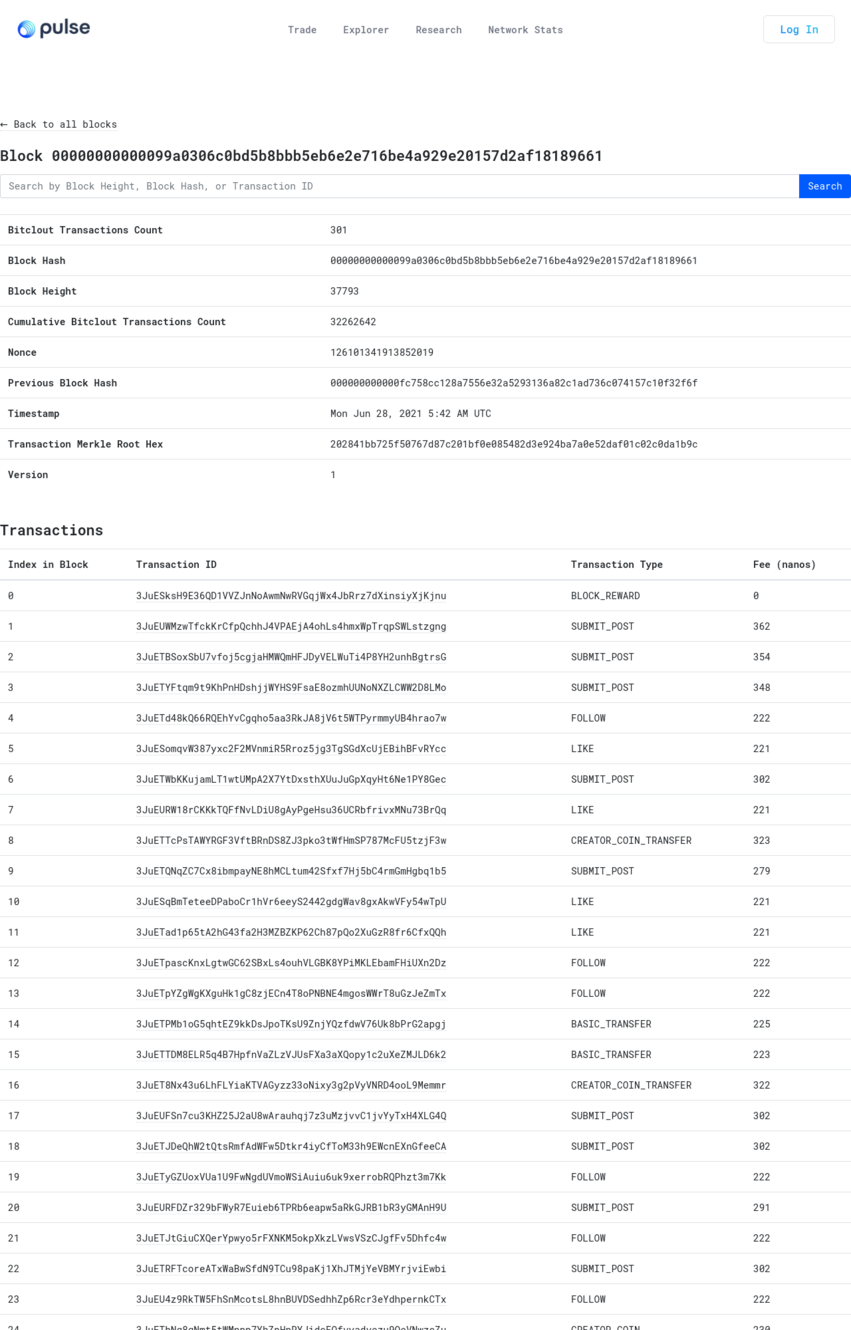 pulse
Trade Explorer Research Network Stats Log In
← Back to all blocks
Block 00000000000099a0306c0bd5b8bbb5eb6e2e716be4a929e20157d2af18189661
Search by Block Height, Block Hash, or Transaction ID Search
Bitclout Transactions Count 301
Block Hash 00000000000099a0306c0bd5b8bbb5eb6e2e716be4a929e20157d2af18189661
Block Height 37793
Cumulative Bitclout Transactions Count 32262642
Nonce 126101341913852019
Previous Block Hash 000000000000fc758cc128a7556e32a5293136a82c1ad736c074157c10f32f6f
Timestamp Mon Jun 28, 2021 5:42 AM UTC
Transaction Merkle Root Hex 202841bb725f50767d87c201bf0e085482d3e924ba7a0e52daf01c02c0da1b9c
Version 1
Transactions
Index in Block Transaction ID Transaction Type Fee (nanos)
0 3JuESksH9E36QD1VVZJnNoAwmNwRVGqjWx4JbRrz7dXinsiyXjKjnu BLOCK_REWARD 0
1 3JuEUWMzwTfckKrCfpQchhJ4VPAEjA4ohLs4hmxWpTrqpSWLstzgng SUBMIT_POST 362
2 3JuETBSoxSbU7vfoj5cgjaHMWQmHFJDyVELWuTi4P8YH2unhBgtrsG SUBMIT_POST 354
3 3JuETYFtqm9t9KhPnHDshjjWYHS9FsaE8ozmhUUNoNXZLCWW2D8LMo SUBMIT_POST 348
4 3JuETd48kQ66RQEhYvCgqho5aa3RkJA8jV6t5WTPyrmmyUB4hrao7w FOLLOW 222
5 3JuESomqvW387yxc2F2MVnmiR5Rroz5jg3TgSGdXcUjEBihBFvRYcc LIKE 221
6 3JuETWbKKujamLT1wtUMpA2X7YtDxsthXUuJuGpXqyHt6Ne1PY8Gec SUBMIT_POST 302
7 3JuEURW18rCKKkTQFfNvLDiU8gAyPgeHsu36UCRbfrivxMNu73BrQq LIKE 221
8 3JuETTcPsTAWYRGF3VftBRnDS8ZJ3pko3tWfHmSP787McFU5tzjF3w CREATOR_COIN_TRANSFER 323
9 3JuETQNqZC7Cx8ibmpayNE8hMCLtum42Sfxf7Hj5bC4rmGmHgbq1b5 SUBMIT_POST 279
10 3JuESqBmTeteeDPaboCr1hVr6eeyS2442gdgWav8gxAkwVFy54wTpU LIKE 221
11 3JuETad1p65tA2hG43fa2H3MZBZKP62Ch87pQo2XuGzR8fr6CfxQQh LIKE 221
12 3JuETpascKnxLgtwGC62SBxLs4ouhVLGBK8YPiMKLEbamFHiUXn2Dz FOLLOW 222
13 3JuETpYZgWgKXguHk1gC8zjECn4T8oPNBNE4mgosWWrT8uGzJeZmTx FOLLOW 222
14 3JuETPMb1oG5qhtEZ9kkDsJpoTKsU9ZnjYQzfdwV76Uk8bPrG2apgj BASIC_TRANSFER 225
15 3JuETTDM8ELR5q4B7HpfnVaZLzVJUsFXa3aXQopy1c2uXeZMJLD6k2 BASIC_TRANSFER 223
16 3JuET8Nx43u6LhFLYiaKTVAGyzz33oNixy3g2pVyVNRD4ooL9Memmr CREATOR_COIN_TRANSFER 322
17 3JuEUFSn7cu3KHZ25J2aU8wArauhqj7z3uMzjvvC1jvYyTxH4XLG4Q SUBMIT_POST 302
18 3JuETJDeQhW2tQtsRmfAdWFw5Dtkr4iyCfToM33h9EWcnEXnGfeeCA SUBMIT_POST 302
19 3JuETyGZUoxVUa1U9FwNgdUVmoWSiAuiu6uk9xerrobRQPhzt3m7Kk FOLLOW 222
20 3JuEURFDZr329bFWyR7Euieb6TPRb6eapw5aRkGJRB1bR3yGMAnH9U SUBMIT_POST 291
21 3JuETJtGiuCXQerYpwyo5rFXNKM5okpXkzLVwsVSzCJgfFv5Dhfc4w FOLLOW 222
22 3JuETRFTcoreATxWaBwSfdN9TCu98paKj1XhJTMjYeVBMYrjviEwbi SUBMIT_POST 302
23 3JuEU4z9RkTW5FhSnMcotsL8hnBUVDSedhhZp6Rcr3eYdhpernkCTx FOLLOW 222